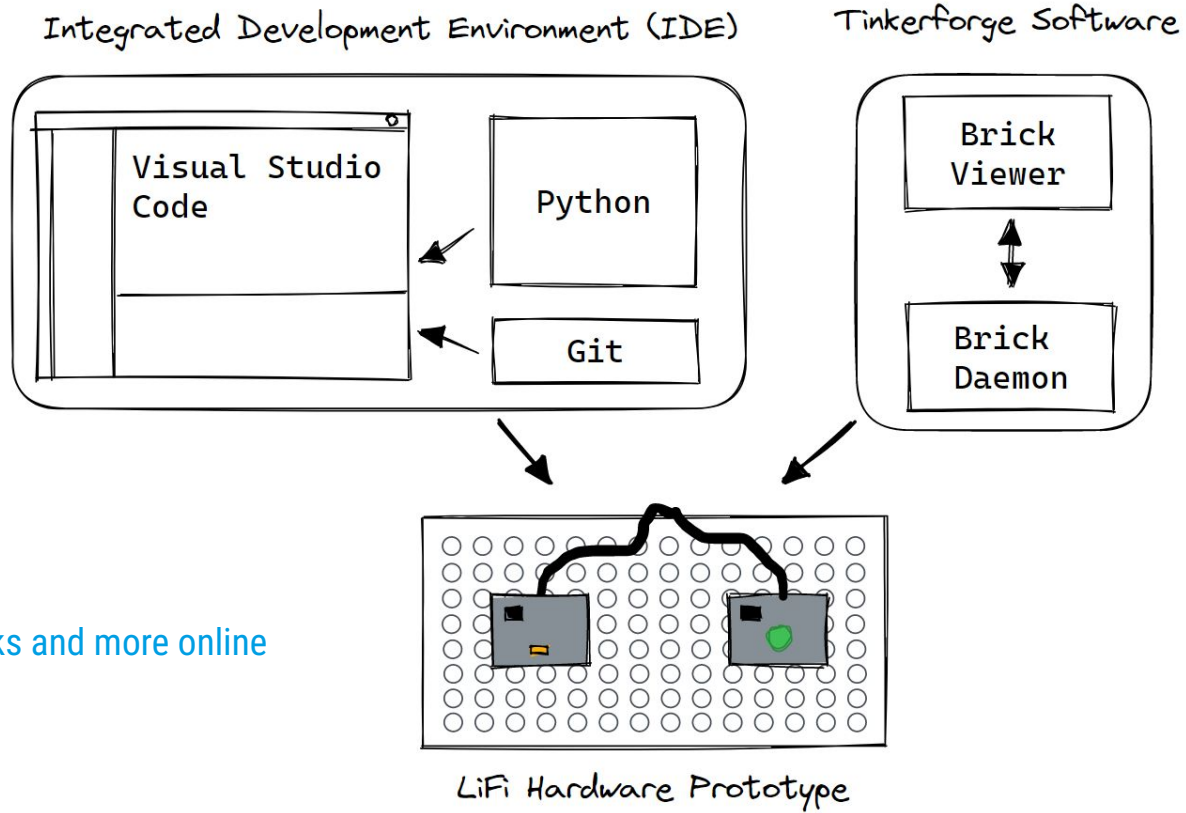 Integrated Development Environment (IDE)
Tinkerforge Software
Visual Studio
Code
Python
Git
Brick
Viewer
Brick
Daemon
and more online
LiFi Hardware Prototype